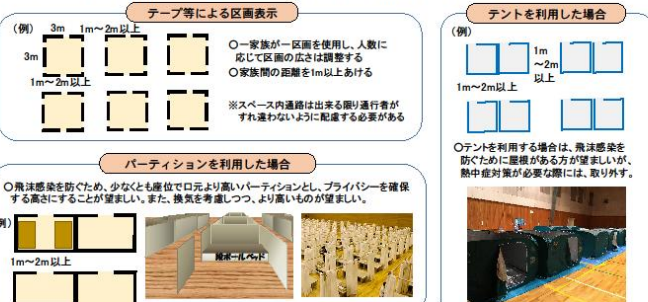 テープ等による区画表示
(例) 3m 1m～2m以上
3m
1m～2m以上
○一家族が一区画を使用し、人数に
応じて区画の広さは調整する
○家族間の距離を1m以上あける
※スペース内通路は出来る限り通行者が
すれ違わないように配慮する必要がある
パーティションを利用した場合
○飛沫感染を防ぐため、少なくとも座位で口元より高いパーティションとし、プライバシーを確保
する高さにすることが望ましい。また、換気を考慮しつつ、より高いものが望ましい。
例)
1m～2m以上
段ボールベッド
テントを利用した場合
(例)
1m
～2m
以上
1m～2m以上
○テントを利用する場合は、飛沫感染を
防ぐために屋根がある方が望ましいが、
熱中症対策が必要な際には、取り外す。